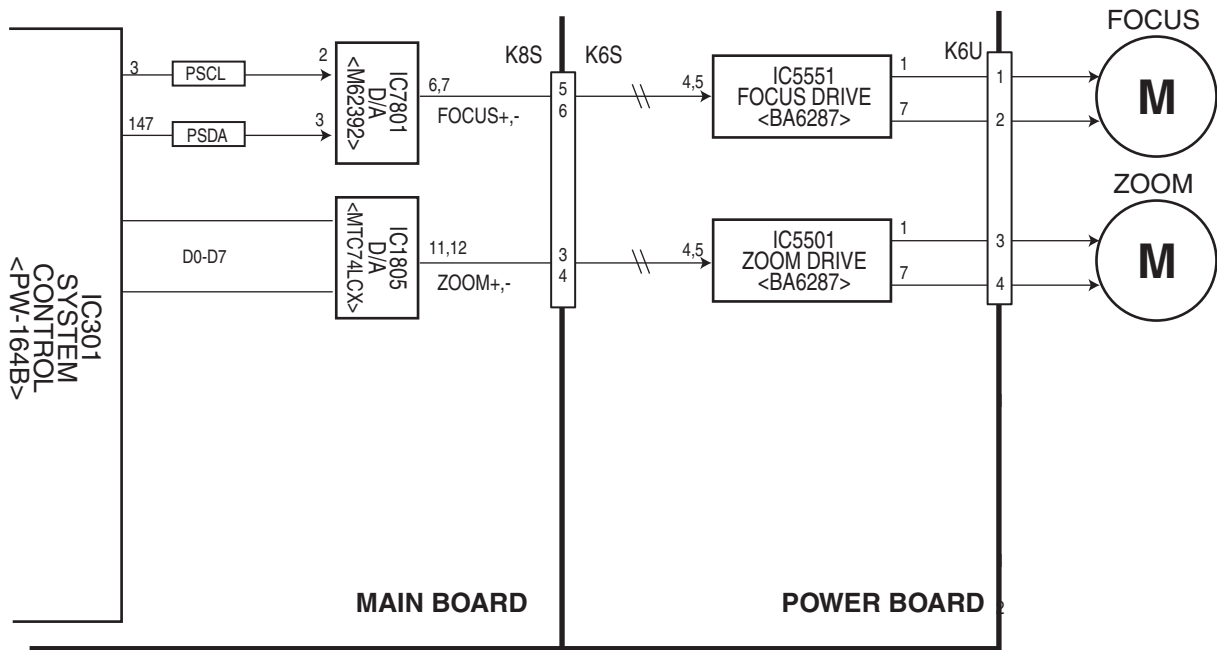 FOCUS
K8S
K6S
K6U
3
PSCL
2
147
PSDA
3
IC7801
D/A
<M62392>
6,7
FOCUS+,-
5
6
4,5
IC5551
FOCUS DRIVE
<BA6287>
1
7
1
2
M
ZOOM
D0-D7
IC1805
D/A
<MTC74LCX>
11,12
ZOOM+,-
3
4
4,5
IC5501
ZOOM DRIVE
<BA6287>
1
7
3
4
M
IC301
SYSTEM
CONTROL
<PW-164B>
MAIN BOARD
POWER BOARD
2